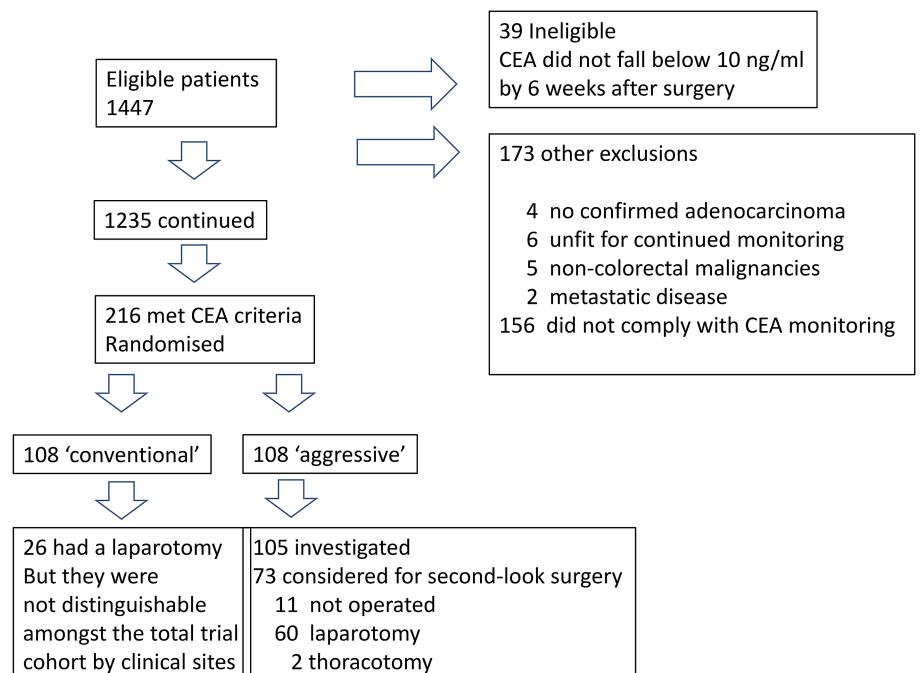 Eligible patients
1447
39 Ineligible
CEA did not fall below 10 ng/ml
by 6 weeks after surgery
173 other exclusions
4 no confirmed adenocarcinoma
6 unfit for continued monitoring
5 non-colorectal malignancies
2 metastatic disease
156 did not comply with CEA monitoring
1235 continued
216 met CEA criteria
Randomised
108 ‘conventional’
108 ‘aggressive’
26 had a laparotomy
But they were
not distinguishable
amongst the total trial
cohort by clinical sites
105 investigated
73 considered for second-look surgery
11 not operated
60 laparotomy
2 thoracotomy